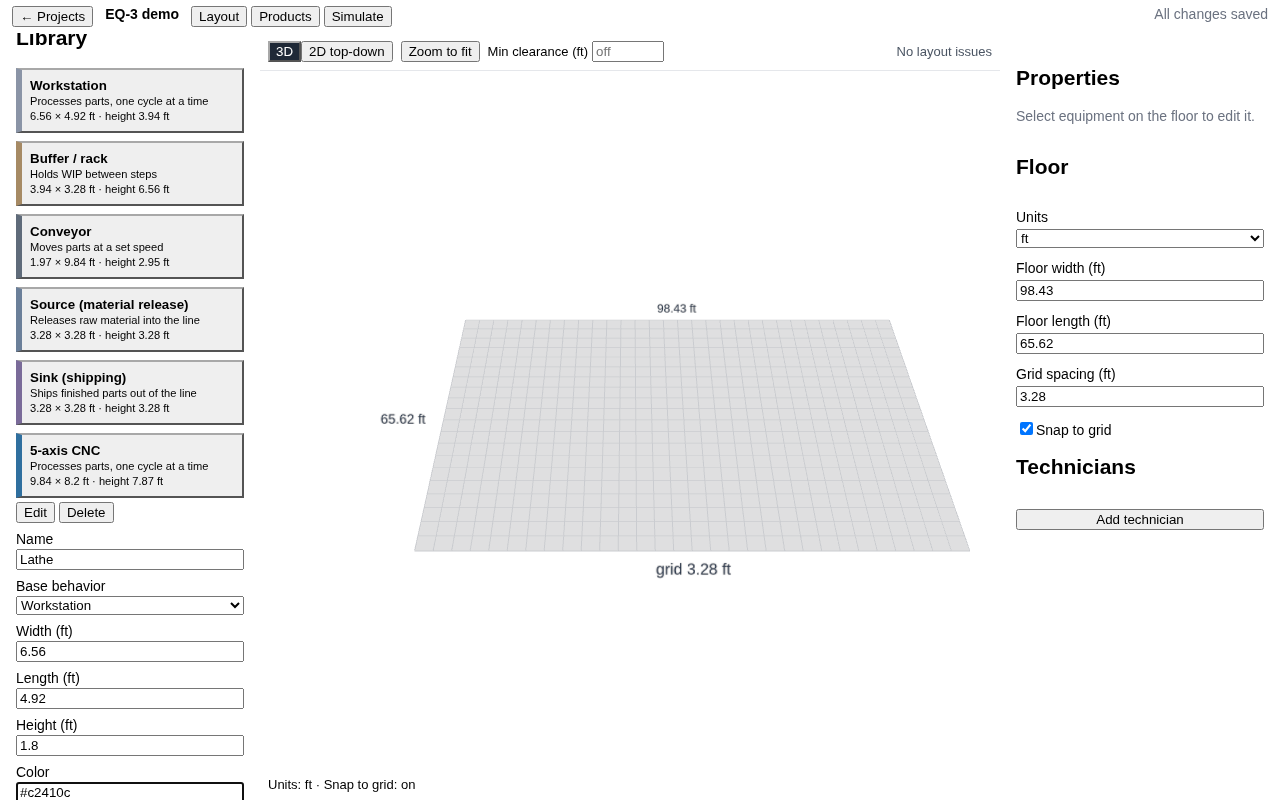 ← Projects
EQ-3 demo
Layout
Products
Simulate
All changes saved
Library
Workstation
Processes parts, one cycle at a time
6.56 × 4.92 ft · height 3.94 ft
Buffer / rack
Holds WIP between steps
3.94 × 3.28 ft · height 6.56 ft
Conveyor
Moves parts at a set speed
1.97 × 9.84 ft · height 2.95 ft
Source (material release)
Releases raw material into the line
3.28 × 3.28 ft · height 3.28 ft
Sink (shipping)
Ships finished parts out of the line
3.28 × 3.28 ft · height 3.28 ft
5-axis CNC
Processes parts, one cycle at a time
9.84 × 8.2 ft · height 7.87 ft
Edit
Delete
Name
Lathe
Base behavior
Workstation
Width (ft)
6.56
Length (ft)
4.92
Height (ft)
1.8
Color
#c2410c
3D
2D top-down
Zoom to fit
Min clearance (ft)
off
No layout issues
98.43 ft
65.62 ft
grid 3.28 ft
Units: ft · Snap to grid: on
Properties
Select equipment on the floor to edit it.
Floor
Units
ft
Floor width (ft)
98.43
Floor length (ft)
65.62
Grid spacing (ft)
3.28
Snap to grid
Technicians
Add technician